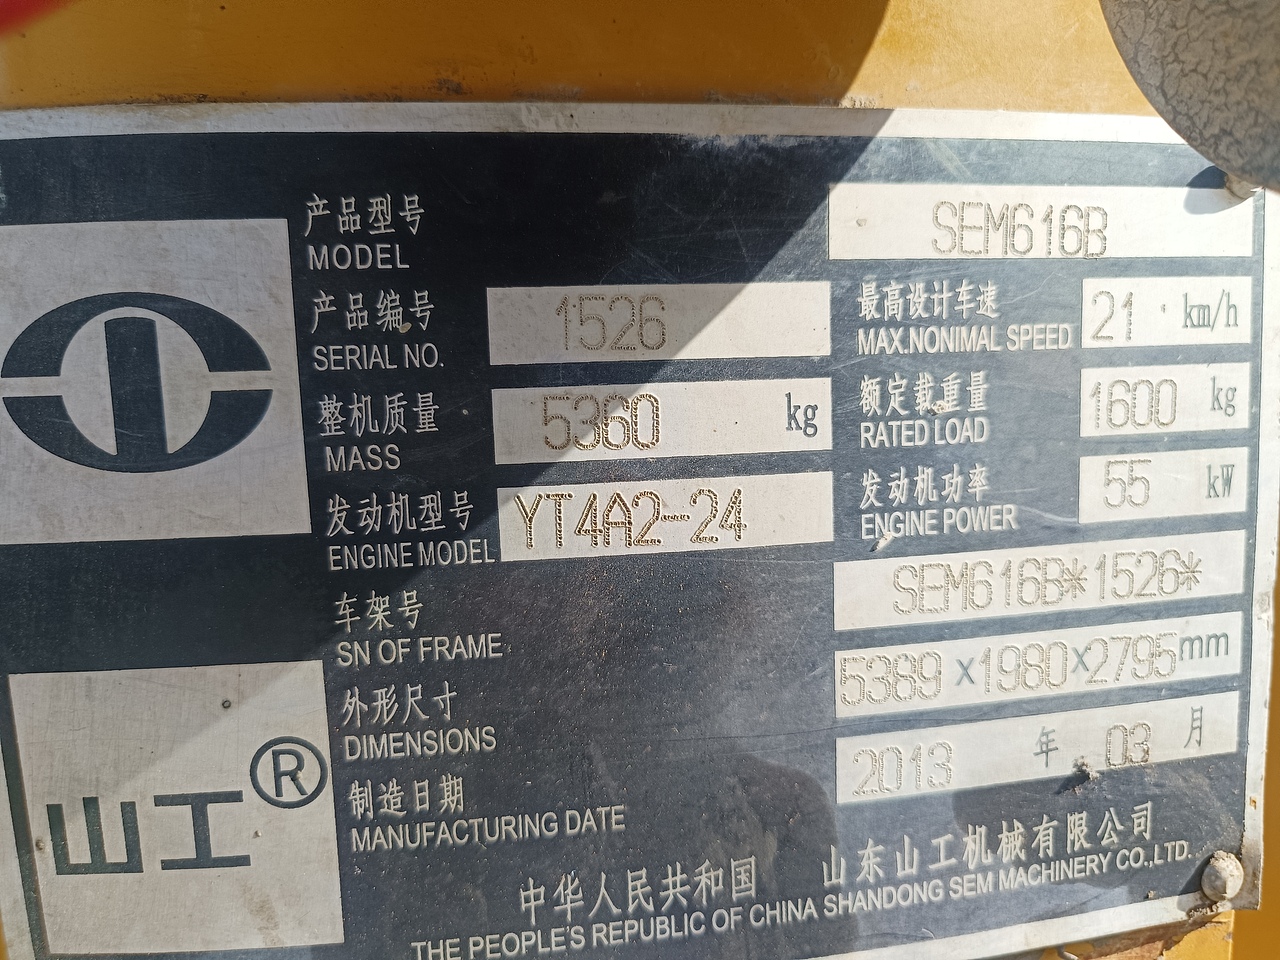 产品型号
MODEL
SEM616B
产品编号
SERIAL NO.
1526
最高设计车速
MAX.NONIMAL SPEED
21 km/h
整机质量
MASS
5360 kg
额定载重量
RATED LOAD
1600 kg
发动机型号
ENGINE MODEL
YT4A2-24
发动机功率
ENGINE POWER
55 kW
车架号
SN OF FRAME
SEM616B*1526*
外形尺寸
DIMENSIONS
5389 x1980x2795mm
制造日期
MANUFACTURING DATE
2013 年 03 月
山工®
中华人民共和国 山东山工机械有限公司
THE PEOPLE'S REPUBLIC OF CHINA SHANDONG SEM MACHINERY CO.,LTD.